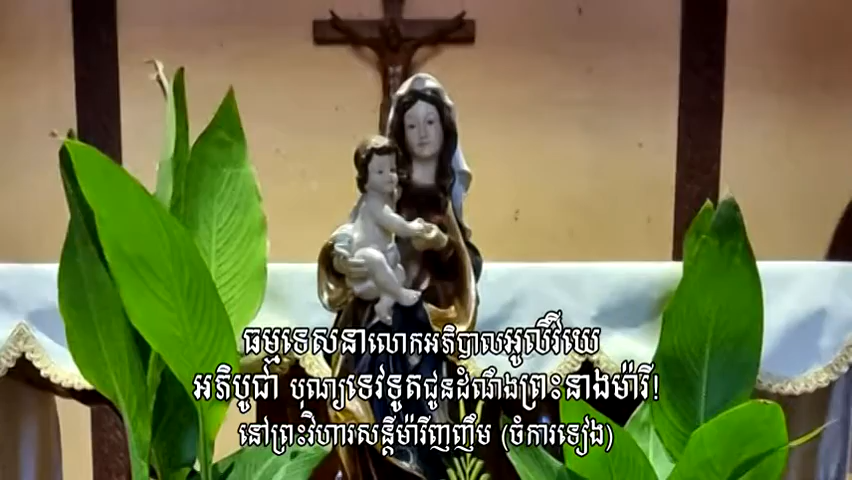 ធម្មទេសនាលោកអភិបាលអូលីវីយេ
អភិបូជា បុណ្យទេវទូតជូនដំណឹងព្រះនាងម៉ារី!
នៅព្រះវិហារសន្តីម៉ារីញញឹម (ចំការទៀង)